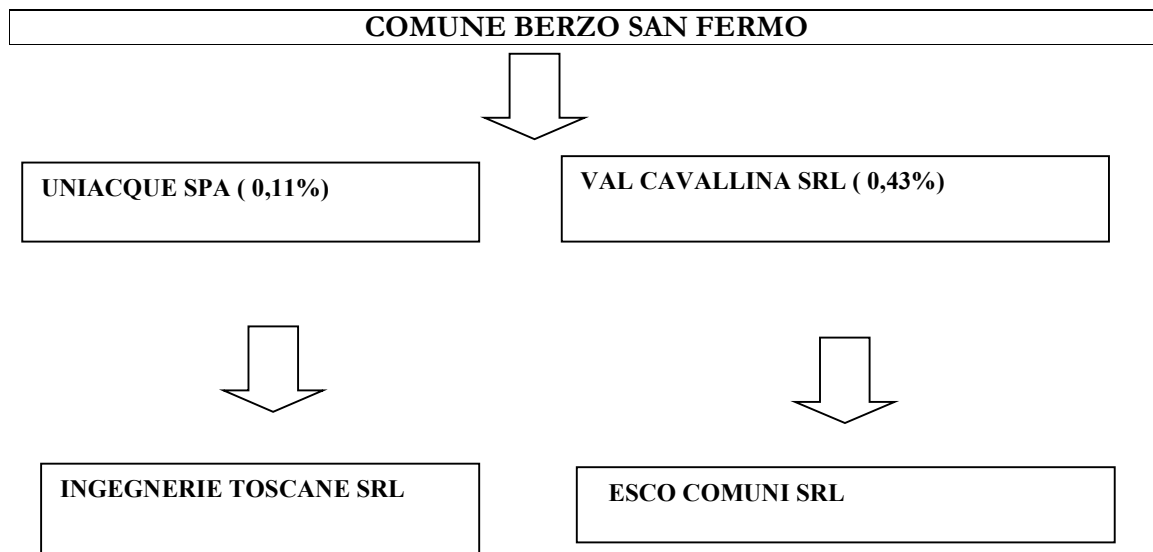 COMUNE BERZO SAN FERMO
UNIACQUE SPA ( 0,11%)
VAL CAVALLINA SRL ( 0,43%)
INGEGNERIE TOSCANE SRL
ESCO COMUNI SRL